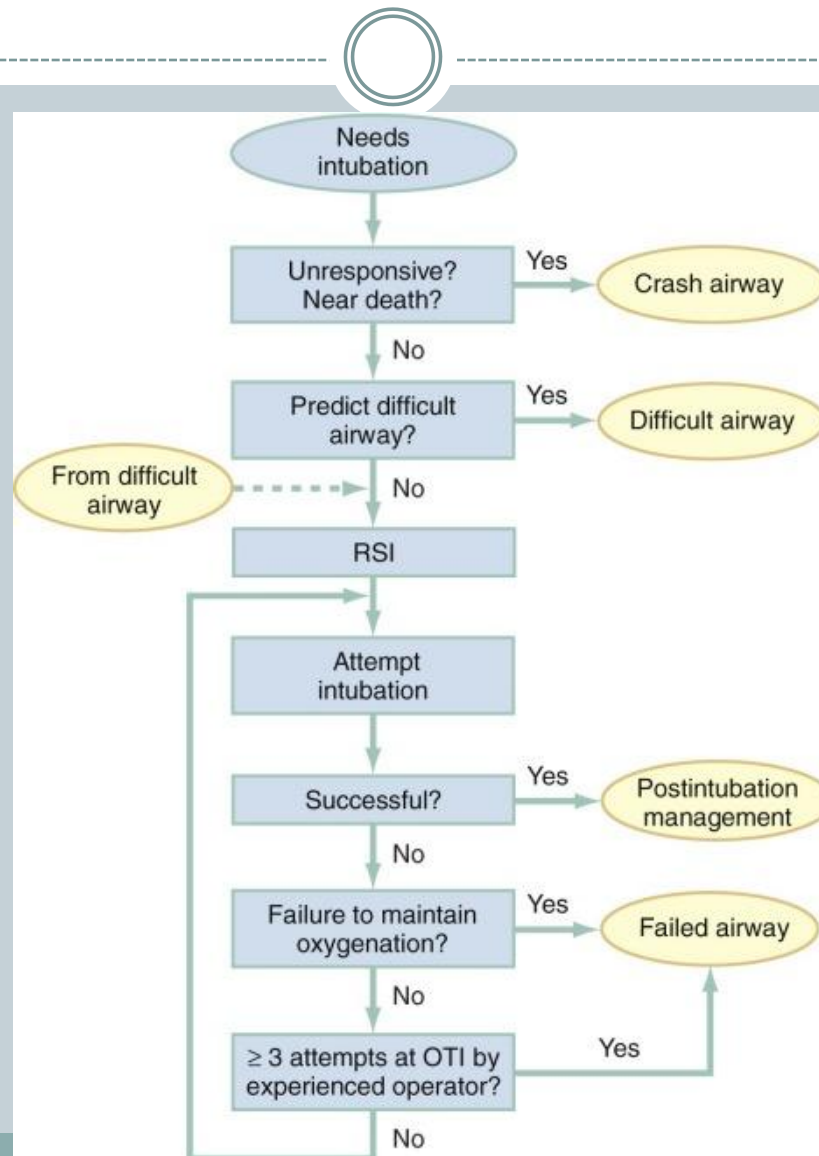 Needs
intubation
Unresponsive?
Near death?
Yes
Crash airway
No
Predict difficult
airway?
Yes
Difficult airway
From difficult
airway
No
RSI
Attempt
intubation
Successful?
Yes
Postintubation
management
No
Failure to maintain
oxygenation?
Yes
Failed airway
No
≥ 3 attempts at OTI by
experienced operator?
Yes
No